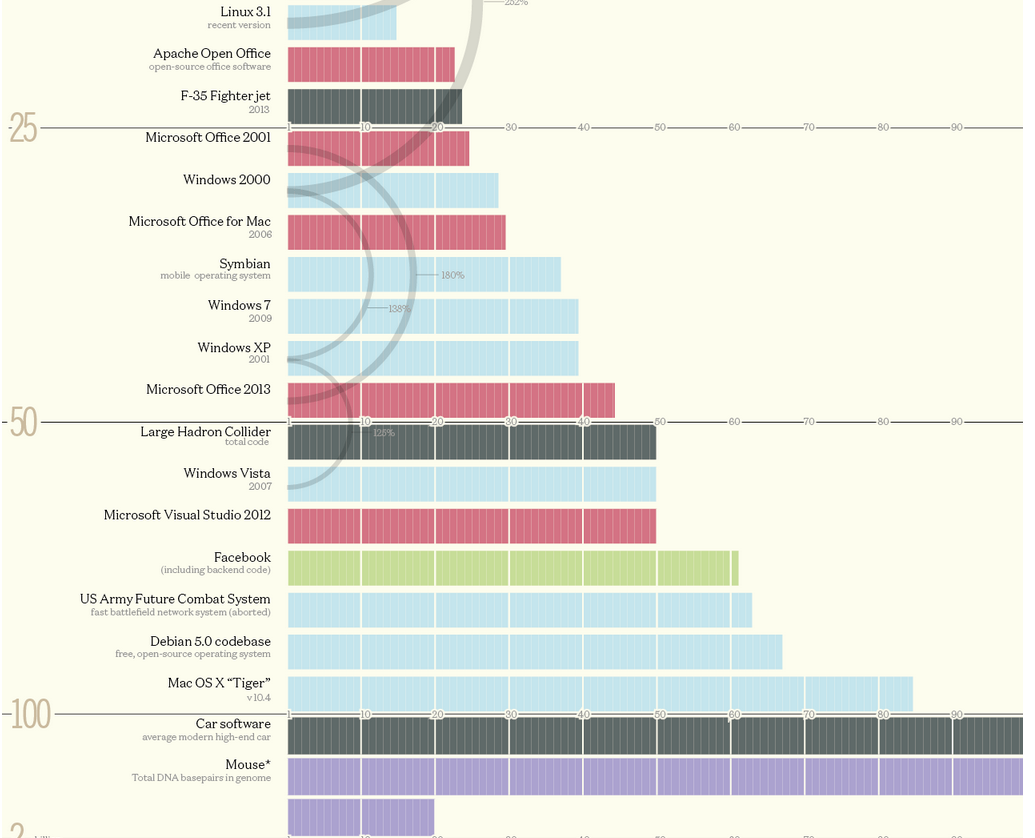 252%
Linux 3.1
recent version
Apache Open Office
open-source office software
F-35 Fighter jet
2013
25
1 10 20 30 40 50 60 70 80 90
Microsoft Office 2001
Windows 2000
Microsoft Office for Mac
2006
Symbian
mobile operating system
180%
Windows 7
2009
138%
Windows XP
2001
Microsoft Office 2013
50
1 10 20 30 40 50 60 70 80 90
Large Hadron Collider
total code
125%
Windows Vista
2007
Microsoft Visual Studio 2012
Facebook
(including backend code)
US Army Future Combat System
fast battlefield network system (aborted)
Debian 5.0 codebase
free, open-source operating system
Mac OS X “Tiger”
v 10.4
100
1 10 20 30 40 50 60 70 80 90
Car software
average modern high-end car
Mouse*
Total DNA basepairs in genome